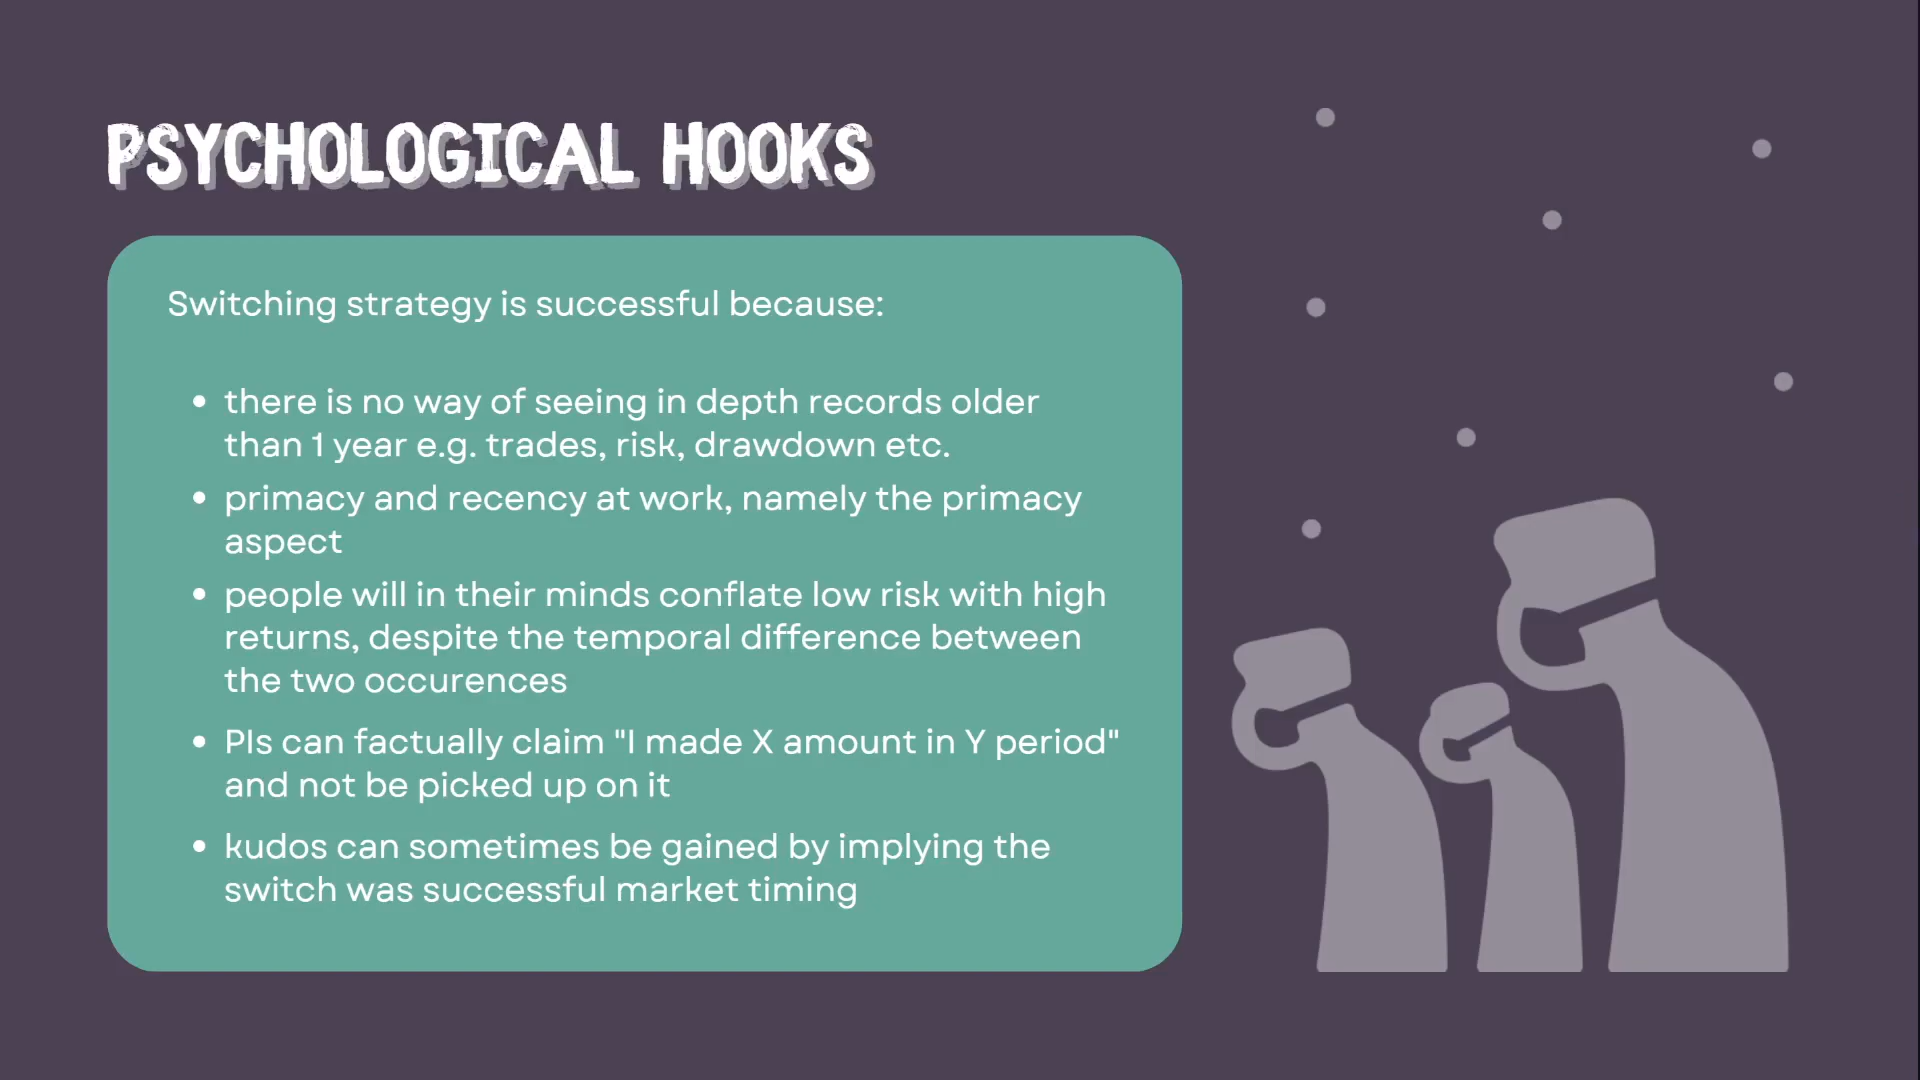 PSYCHOLOGICAL HOOKS
Switching strategy is successful because:
• there is no way of seeing in depth records older
than 1 year e.g. trades, risk, drawdown etc.
• primacy and recency at work, namely the primacy
aspect
• people will in their minds conflate low risk with high
returns, despite the temporal difference between
the two occurences
• PIs can factually claim "I made X amount in Y period"
and not be picked up on it
• kudos can sometimes be gained by implying the
switch was successful market timing